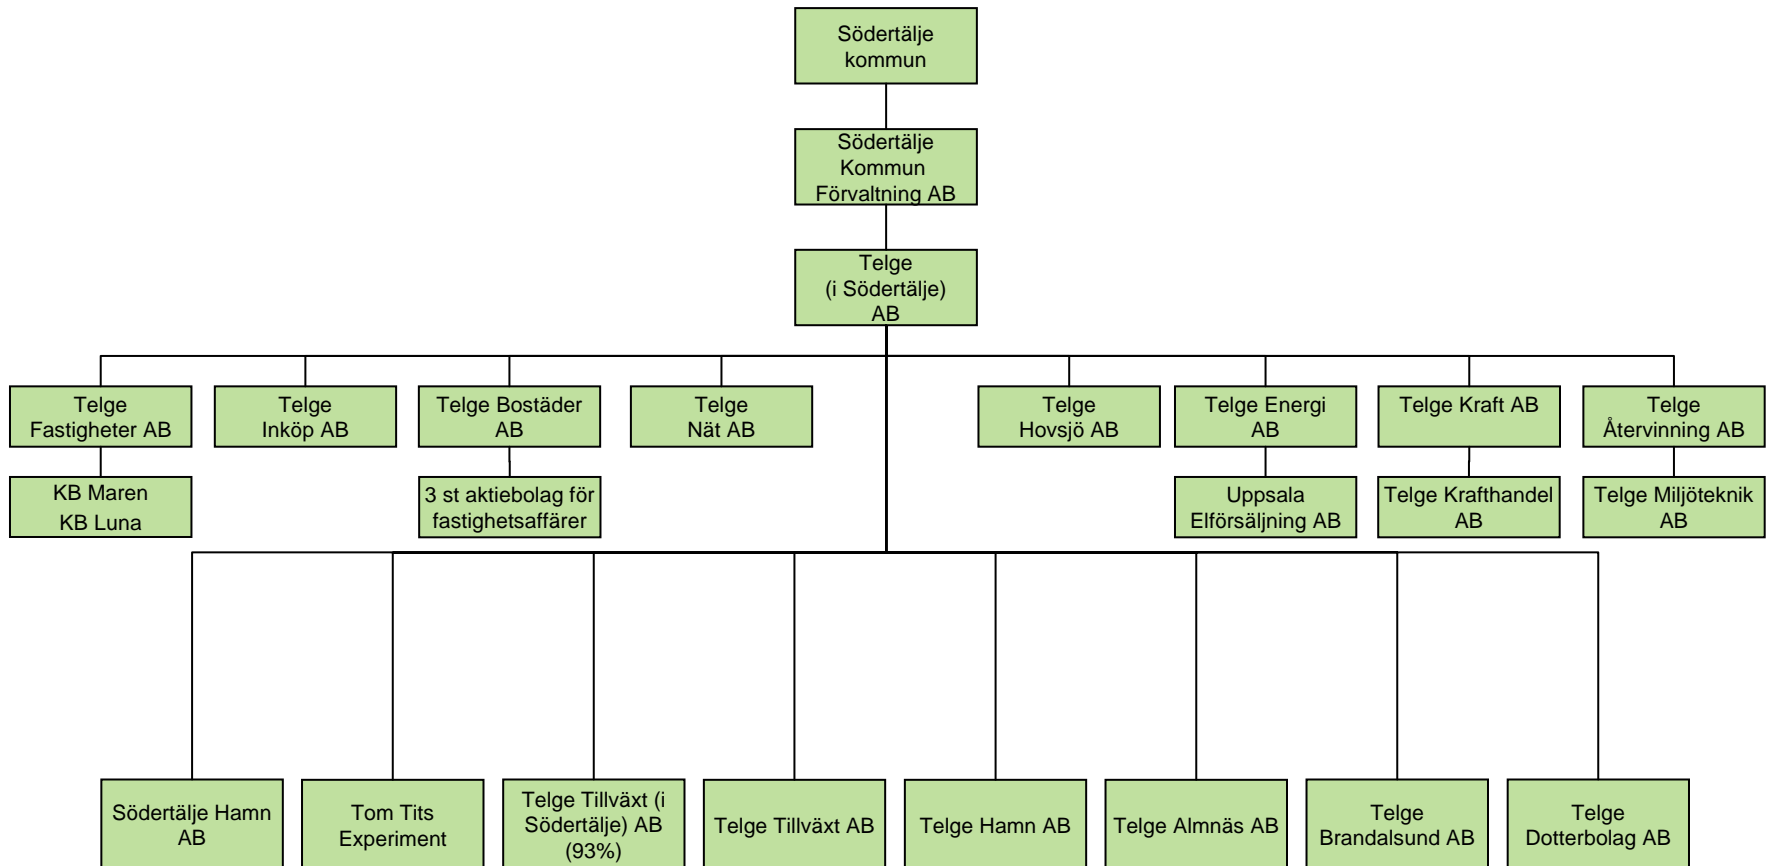 Södertälje
kommun
Södertälje
Kommun
Förvaltning AB
Telge
(i Södertälje)
AB
Telge
Fastigheter AB
Telge
Inköp AB
Telge Bostäder
AB
Telge
Nät AB
Telge
Hovsjö AB
Telge Energi
AB
Telge Kraft AB
Telge
Återvinning AB
KB Maren
KB Luna
3 st aktiebolag för
fastighetsaffärer
Uppsala
Elförsäljning AB
Telge Krafthandel
AB
Telge Miljöteknik
AB
Södertälje Hamn
AB
Tom Tits
Experiment
Telge Tillväxt (i
Södertälje) AB
(93%)
Telge Tillväxt AB
Telge Hamn AB
Telge Almnäs AB
Telge
Brandalsund AB
Telge
Dotterbolag AB